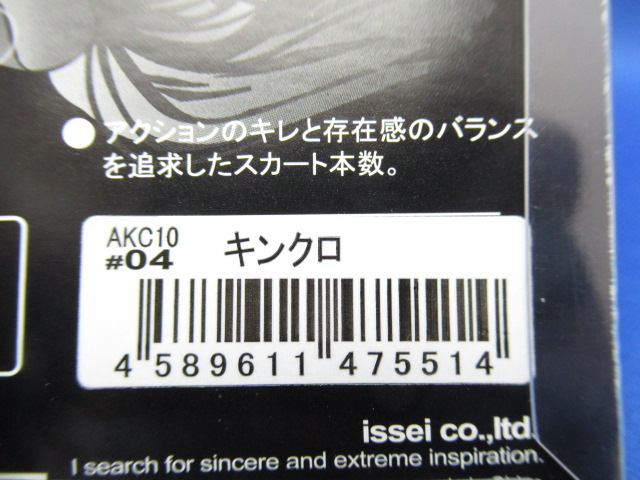 ● アクションのキレと存在感のバランス
を追求したスカート本数。
AKC10
#04 キンクロ
4 589611 475514
issei co.,ltd.
I search for sincere and extreme inspiration.